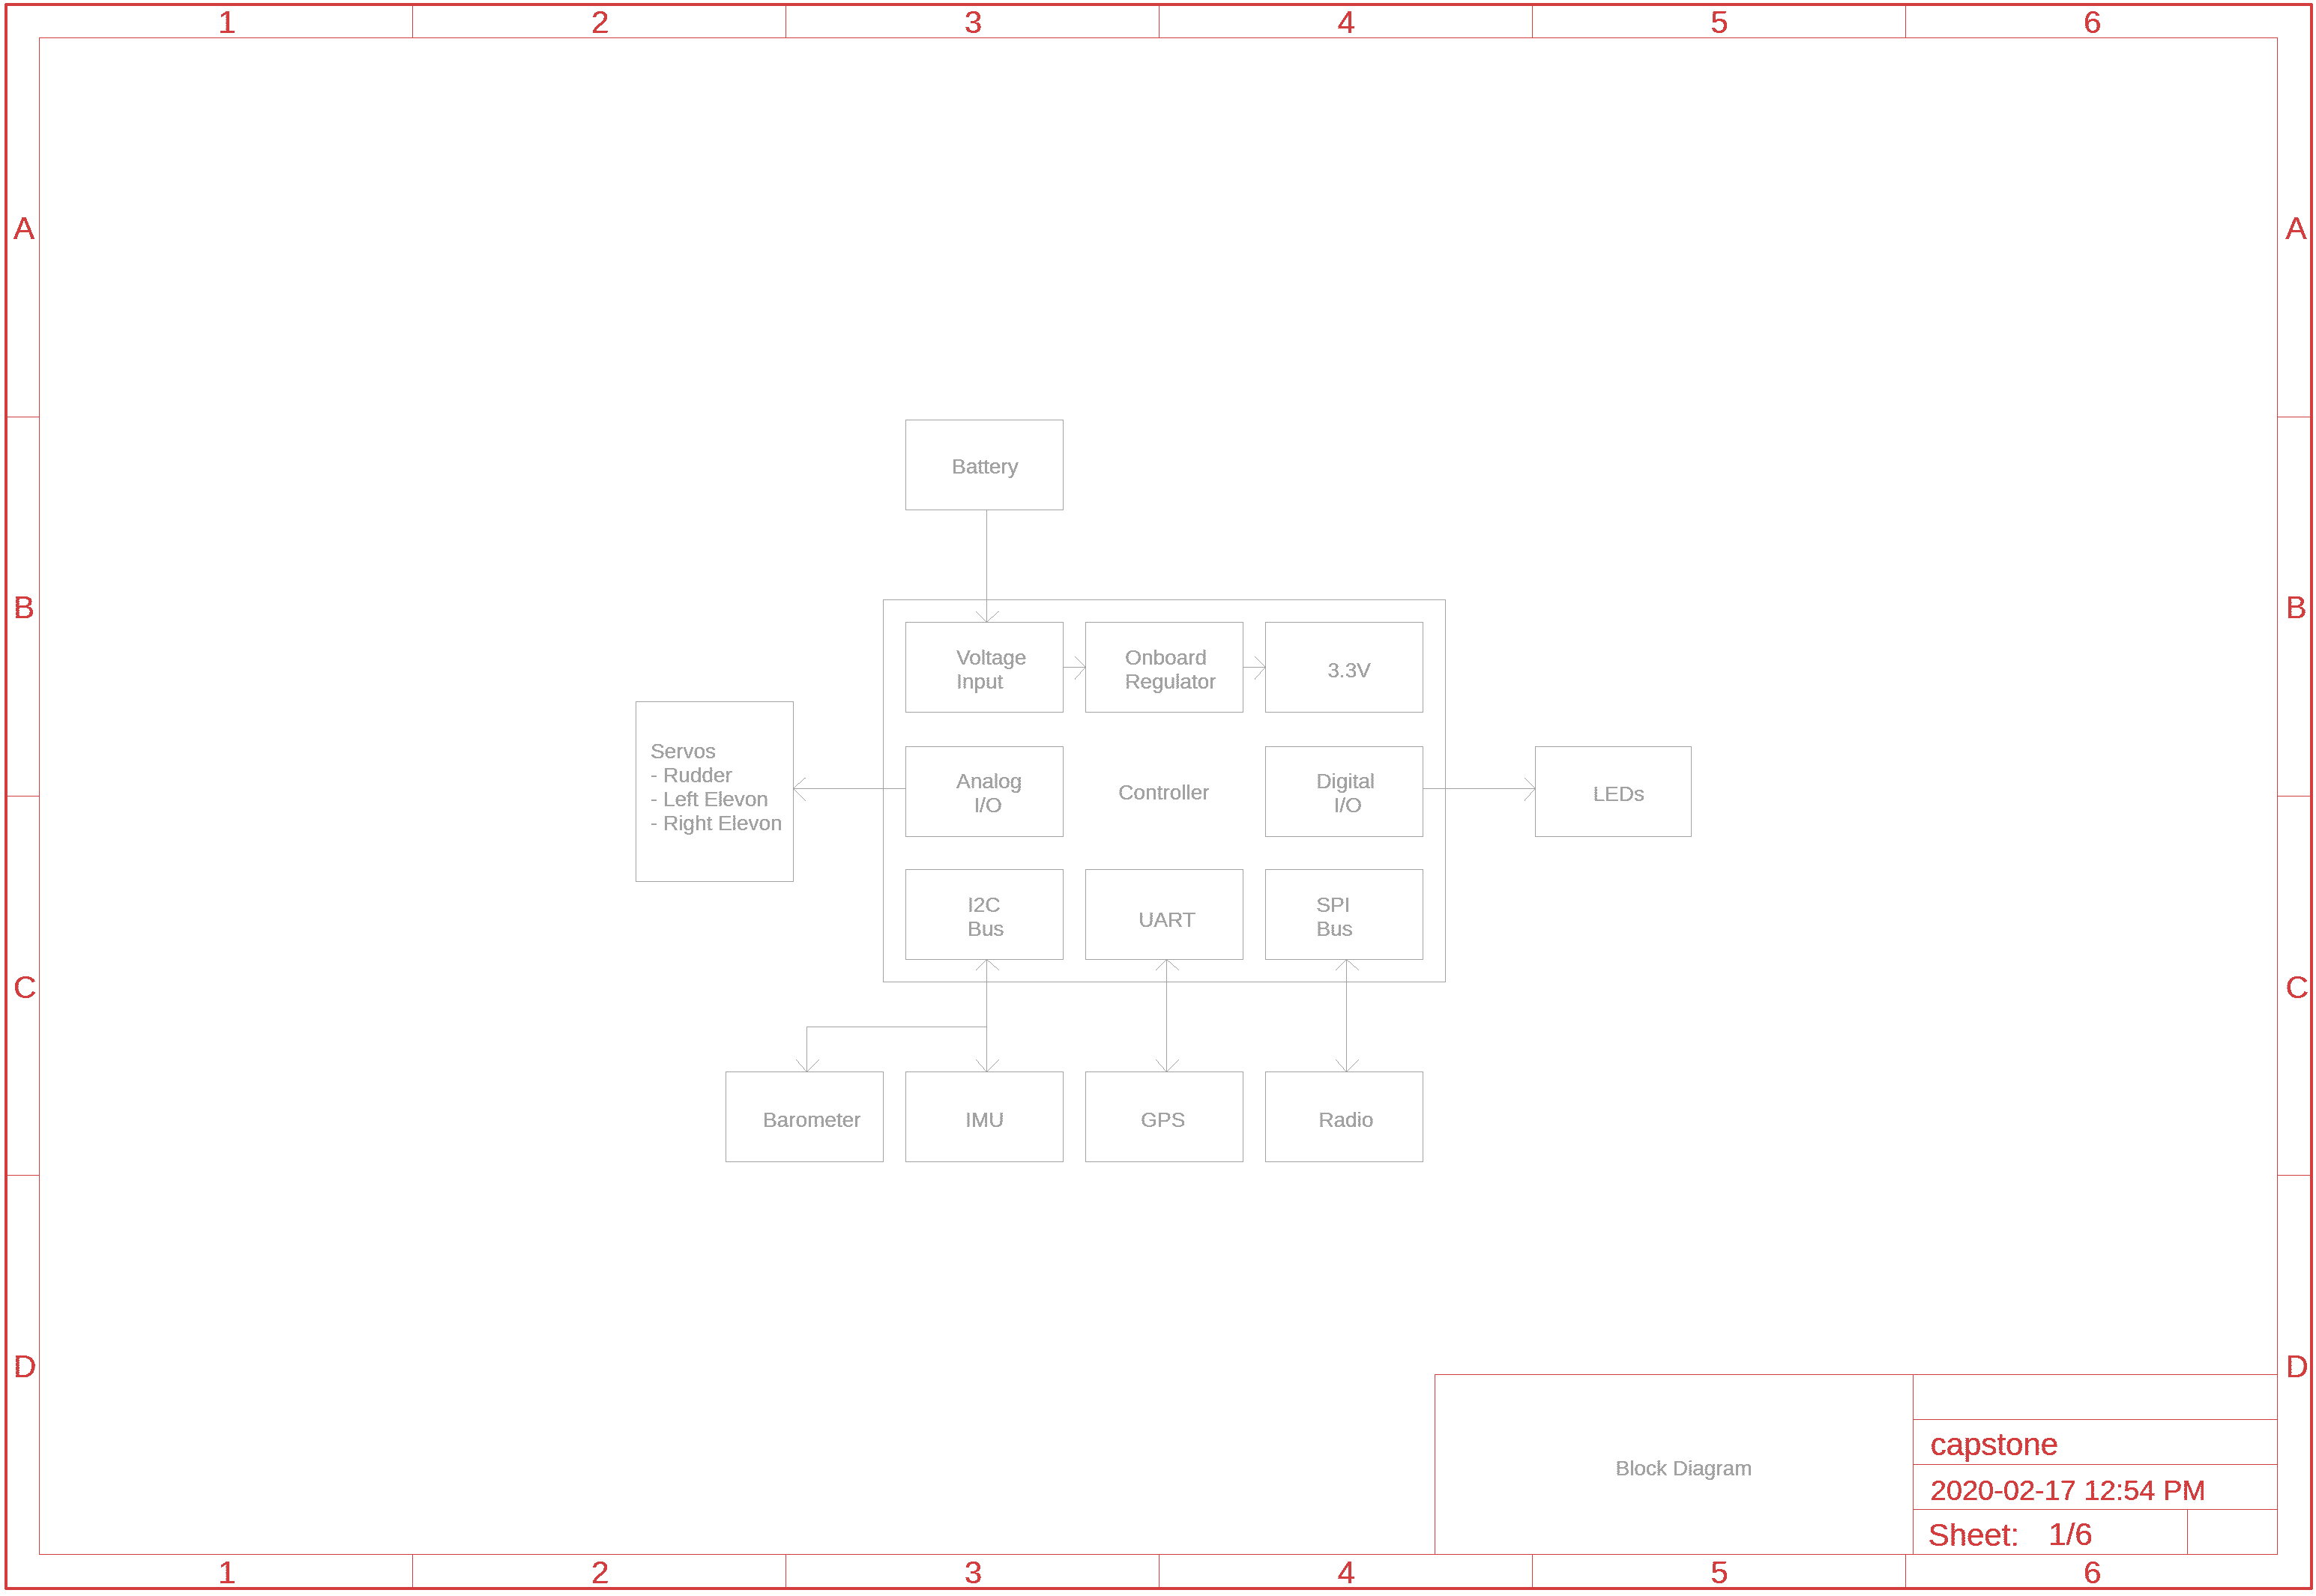 1 2 3 4 5 6
A A
Battery
B B
Voltage
Input
Onboard
Regulator
3.3V
Servos
- Rudder
- Left Elevon
- Right Elevon
Analog
I/O
Controller
Digital
I/O
LEDs
I2C
Bus
UART
SPI
Bus
C C
Barometer
IMU
GPS
Radio
D D
Block Diagram
capstone
2020-02-17 12:54 PM
Sheet: 1/6
1 2 3 4 5 6